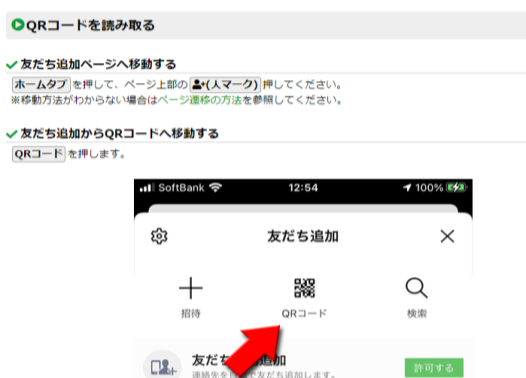 QRコードを読み取る
友だち追加ページへ移動する
ホームタブ を押して、ページ上部の (人マーク) 押してください。
※移動方法がわからない場合はページ遷移の方法を参照してください。
友だち追加からQRコードへ移動する
QRコード を押します。
SoftBank 12:54 100%
友だち追加
招待 QRコード 検索
友だち 追加
連絡先を で友だち追加します。 許可する